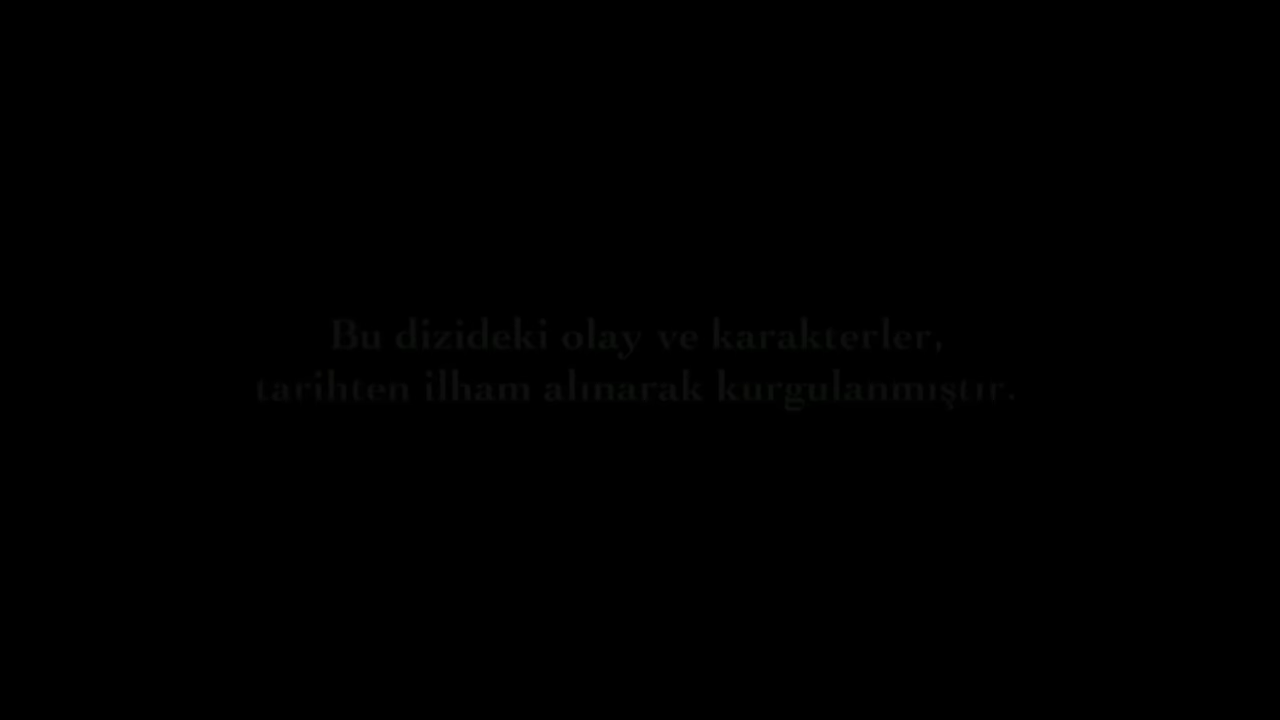 Bu dizideki olay ve karakterler,
tarihten ilham alınarak kurgulanmıştır.